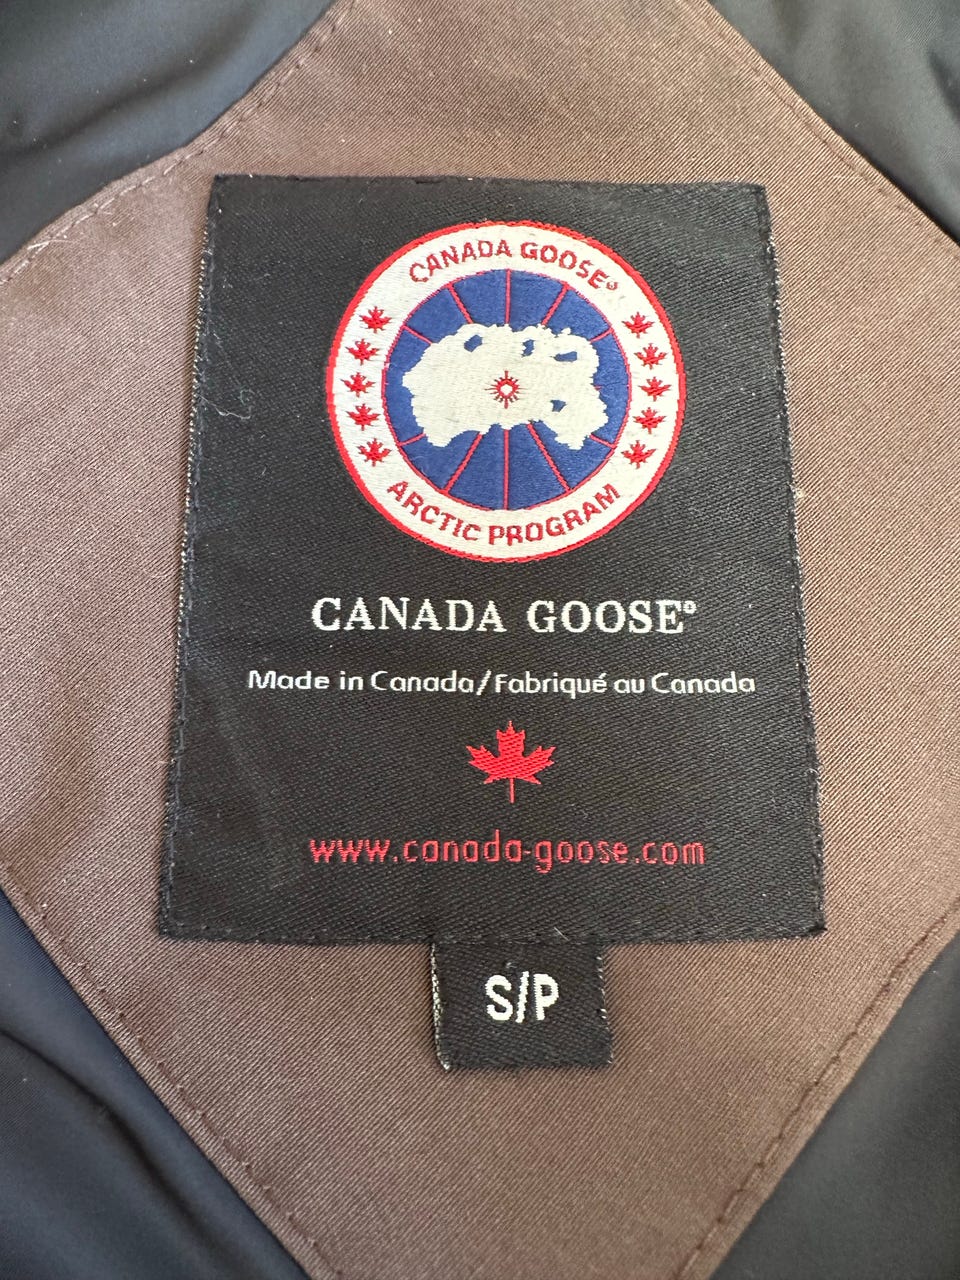 CANADA GOOSE®
ARCTIC PROGRAM
CANADA GOOSE®
Made in Canada/Fabriqué au Canada
www.canada-goose.com
S/P